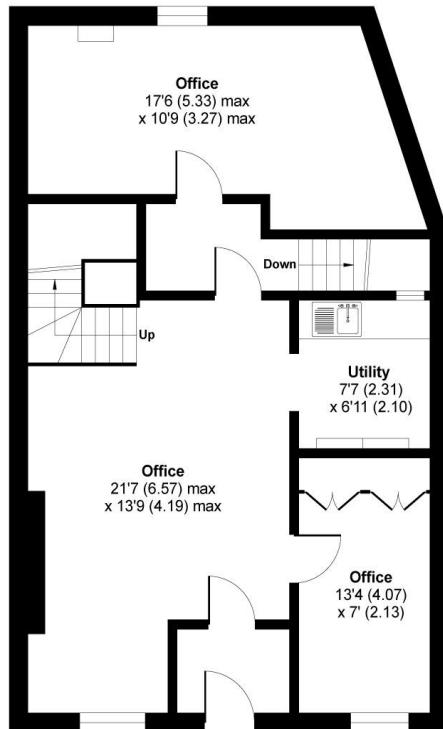 Office
17'6 (5.33) max
x 10'9 (3.27) max
Down
Up
Utility
7'7 (2.31)
x 6'11 (2.10)
Office
21'7 (6.57) max
x 13'9 (4.19) max
Office
13'4 (4.07)
x 7' (2.13)